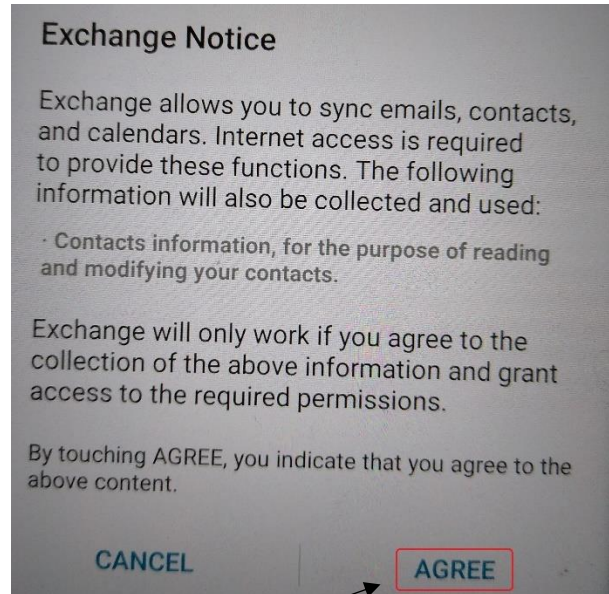 Exchange Notice
Exchange allows you to sync emails, contacts,
and calendars. Internet access is required
to provide these functions. The following
information will also be collected and used:
· Contacts information, for the purpose of reading
and modifying your contacts.
Exchange will only work if you agree to the
collection of the above information and grant
access to the required permissions.
By touching AGREE, you indicate that you agree to the
above content.
CANCEL AGREE